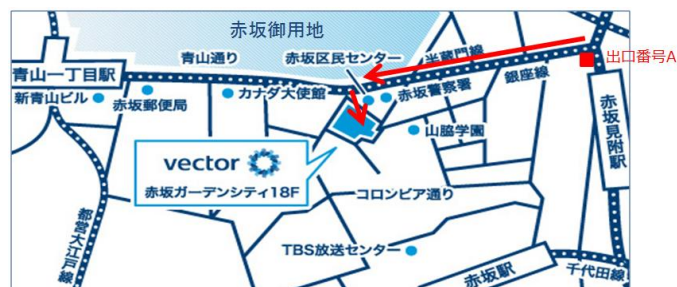 赤坂御用地
青山通り
赤坂区民センター
半蔵門線
出口番号A
青山一丁目駅
銀座線
新青山ビル
赤坂郵便局
カナダ大使館
赤坂警察署
赤坂見附駅
山脇学園
vector
赤坂ガーデンシティ18F
コロンビア通り
都営大江戸線
TBS放送センター
赤坂駅
千代田線